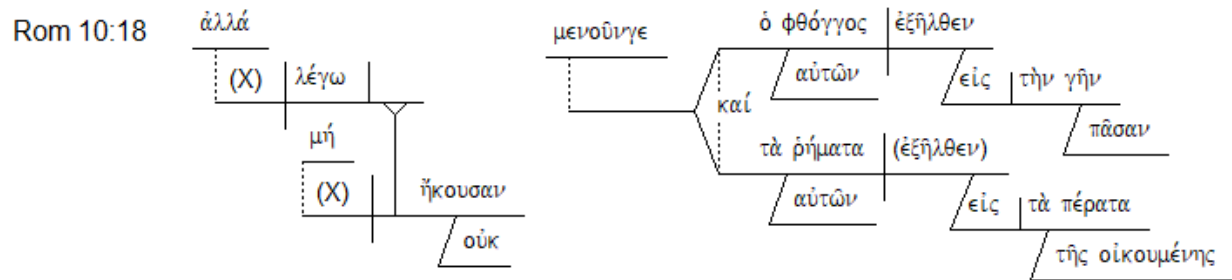 Rom 10:18
ἀλλά
(X) λέγω
μή
(X) ἤκουσαν
οὐκ
μενοῦνγε
ὁ φθόγγος ἐξῆλθεν
αὐτῶν εἰς τὴν γῆν
πᾶσαν
καί
τὰ ῥήματα (ἐξῆλθεν)
αὐτῶν εἰς τὰ πέρατα
τῆς οἰκουμένης